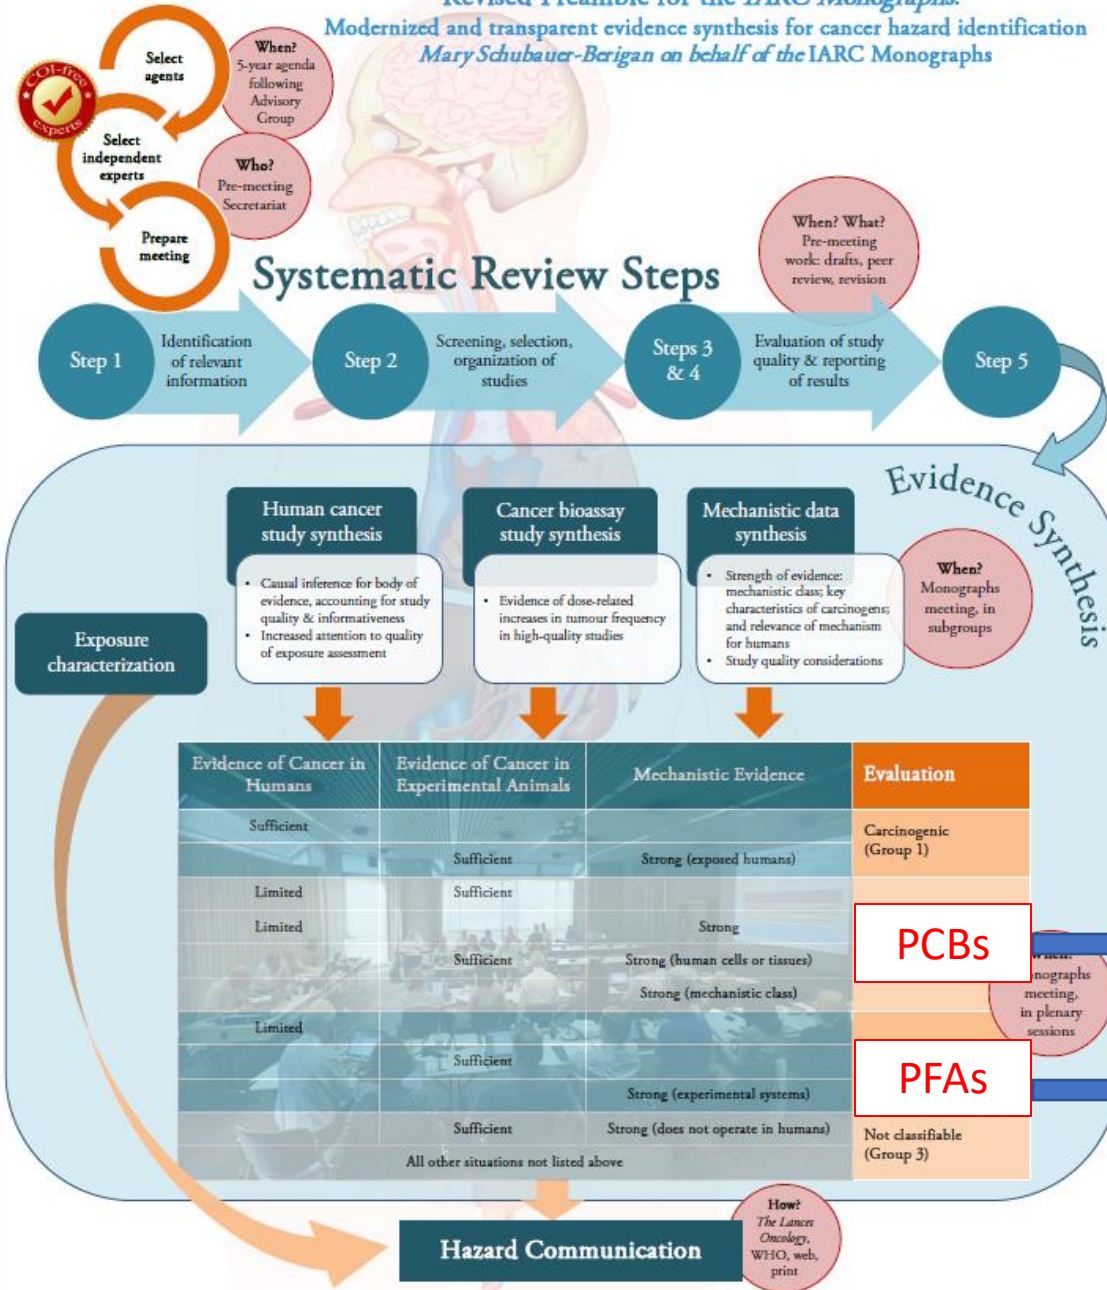 Revised Preamble for the IARC Monographs:
Modernized and transparent evidence synthesis for cancer hazard identification
Mary Schubauer-Berigan on behalf of the IARC Monographs
COI-free
experts
Select
agents
When?
5-year agenda
following
Advisory
Group
Select
independent
experts
Who?
Pre-meeting
Secretariat
Prepare
meeting
When? What?
Pre-meeting
work: drafts, peer
review, revision
Systematic Review Steps
Step 1
Identification
of relevant
information
Step 2
Screening, selection,
organization of
studies
Steps 3
& 4
Evaluation of study
quality & reporting
of results
Step 5
Evidence Synthesis
Human cancer
study synthesis
• Causal inference for body of
evidence, accounting for study
quality & informativeness
• Increased attention to quality
of exposure assessment
Cancer bioassay
study synthesis
• Evidence of dose-related
increases in tumour frequency
in high-quality studies
Mechanistic data
synthesis
• Strength of evidence:
mechanistic class; key
characteristics of carcinogens;
and relevance of mechanism
for humans
• Study quality considerations
When?
Monographs
meeting, in
subgroups
Exposure
characterization
Evidence of Cancer in
Humans
Evidence of Cancer in
Experimental Animals
Mechanistic Evidence
Evaluation
Sufficient
Carcinogenic
(Group 1)
Sufficient Strong (exposed humans)
Limited Sufficient
Limited Strong
PCBs
Sufficient Strong (human cells or tissues)
Strong (mechanistic class)
onographs
meeting,
in plenary
sessions
Limited
Sufficient
PFAs
Strong (experimental systems)
Sufficient Strong (does not operate in humans)
Not classifiable
(Group 3)
All other situations not listed above
Hazard Communication
How?
The Lancet
Oncology,
WHO, web,
print